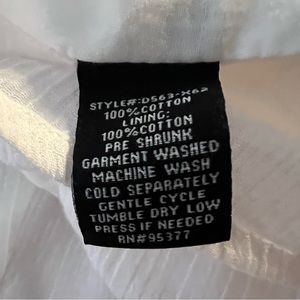 STYLE#:D563-X62
100%COTTON
LINING:
100%COTTON
PRE SHRUNK
GARMENT WASHED
MACHINE WASH
COLD SEPARATELY
GENTLE CYCLE
TUMBLE DRY LOW
PRESS IF NEEDED
RN#95377